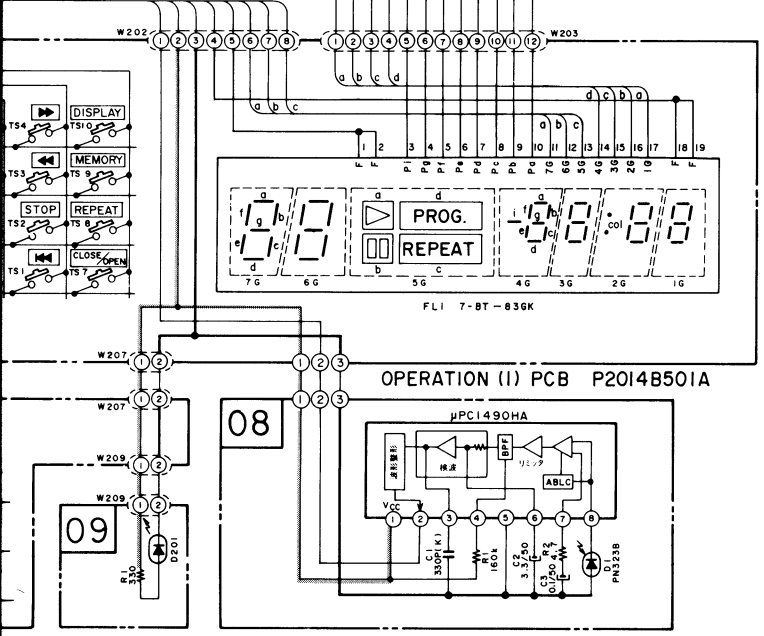 W202
1 2 3 4 5 6 7 8
1 2 3 4 5 6 7 8 9 10 11 12
W203
a b c d
a b c
d c b a
a b c
1 2 3 4 5 6 7 8 9 10 11 12 13 14 15 16 17 18 19
F F Pi Pg Pf Pe Pd Pc Pb Pa 7G 6G 5G 4G 3G 2G 1G F F
TS4 TS10 DISPLAY
TS3 TS9 MEMORY
STOP REPEAT
TS2 TS8
CLOSE/OPEN
TS1 TS7
a f b g e c d
a d
PROG.
REPEAT
b c
a f g b i e c d
col
7G 6G 5G 4G 3G 2G 1G
FL1 7-BT-83GK
W207
1 2
1 2 3
OPERATION (1) PCB P2014B501A
W207
1 2
1 2 3
08
μPC1490HA
波形整形
検波
BPF
リミッタ
ABLC
W209
1 2
W209
1 2
VCC
1 2 3 4 5 6 7 8
09
D201
R1
330
C1
330P(K)
R1
160k
C2
3.3/50
R2
4.7
C3
0.1/50
D1
PN323B